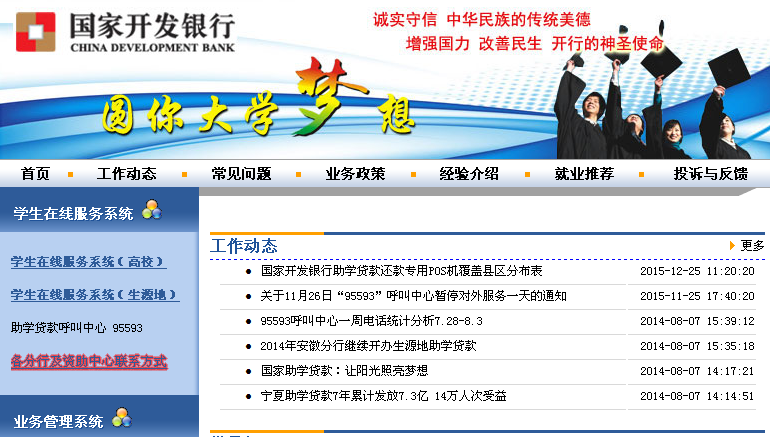 国家开发银行
CHINA DEVELOPMENT BANK
诚实守信 中华民族的传统美德
增强国力 改善民生 开行的神圣使命
圆你大学梦想
首页 工作动态 常见问题 业务政策 经验介绍 就业推荐 投诉与反馈
学生在线服务系统
学生在线服务系统(高校)
学生在线服务系统(生源地)
助学贷款呼叫中心 95593
各分行及资助中心联系方式
业务管理系统
工作动态 更多
国家开发银行助学贷款还款专用POS机覆盖县区分布表 2015-12-25 11:20:20
关于11月26日“95593”呼叫中心暂停对外服务一天的通知 2015-11-25 17:40:20
95593呼叫中心一周电话统计分析7.28-8.3 2014-08-07 15:39:12
2014年安徽分行继续开办生源地助学贷款 2014-08-07 15:35:18
国家助学贷款：让阳光照亮梦想 2014-08-07 14:17:21
宁夏助学贷款7年累计发放7.3亿 14万人次受益 2014-08-07 14:14:51